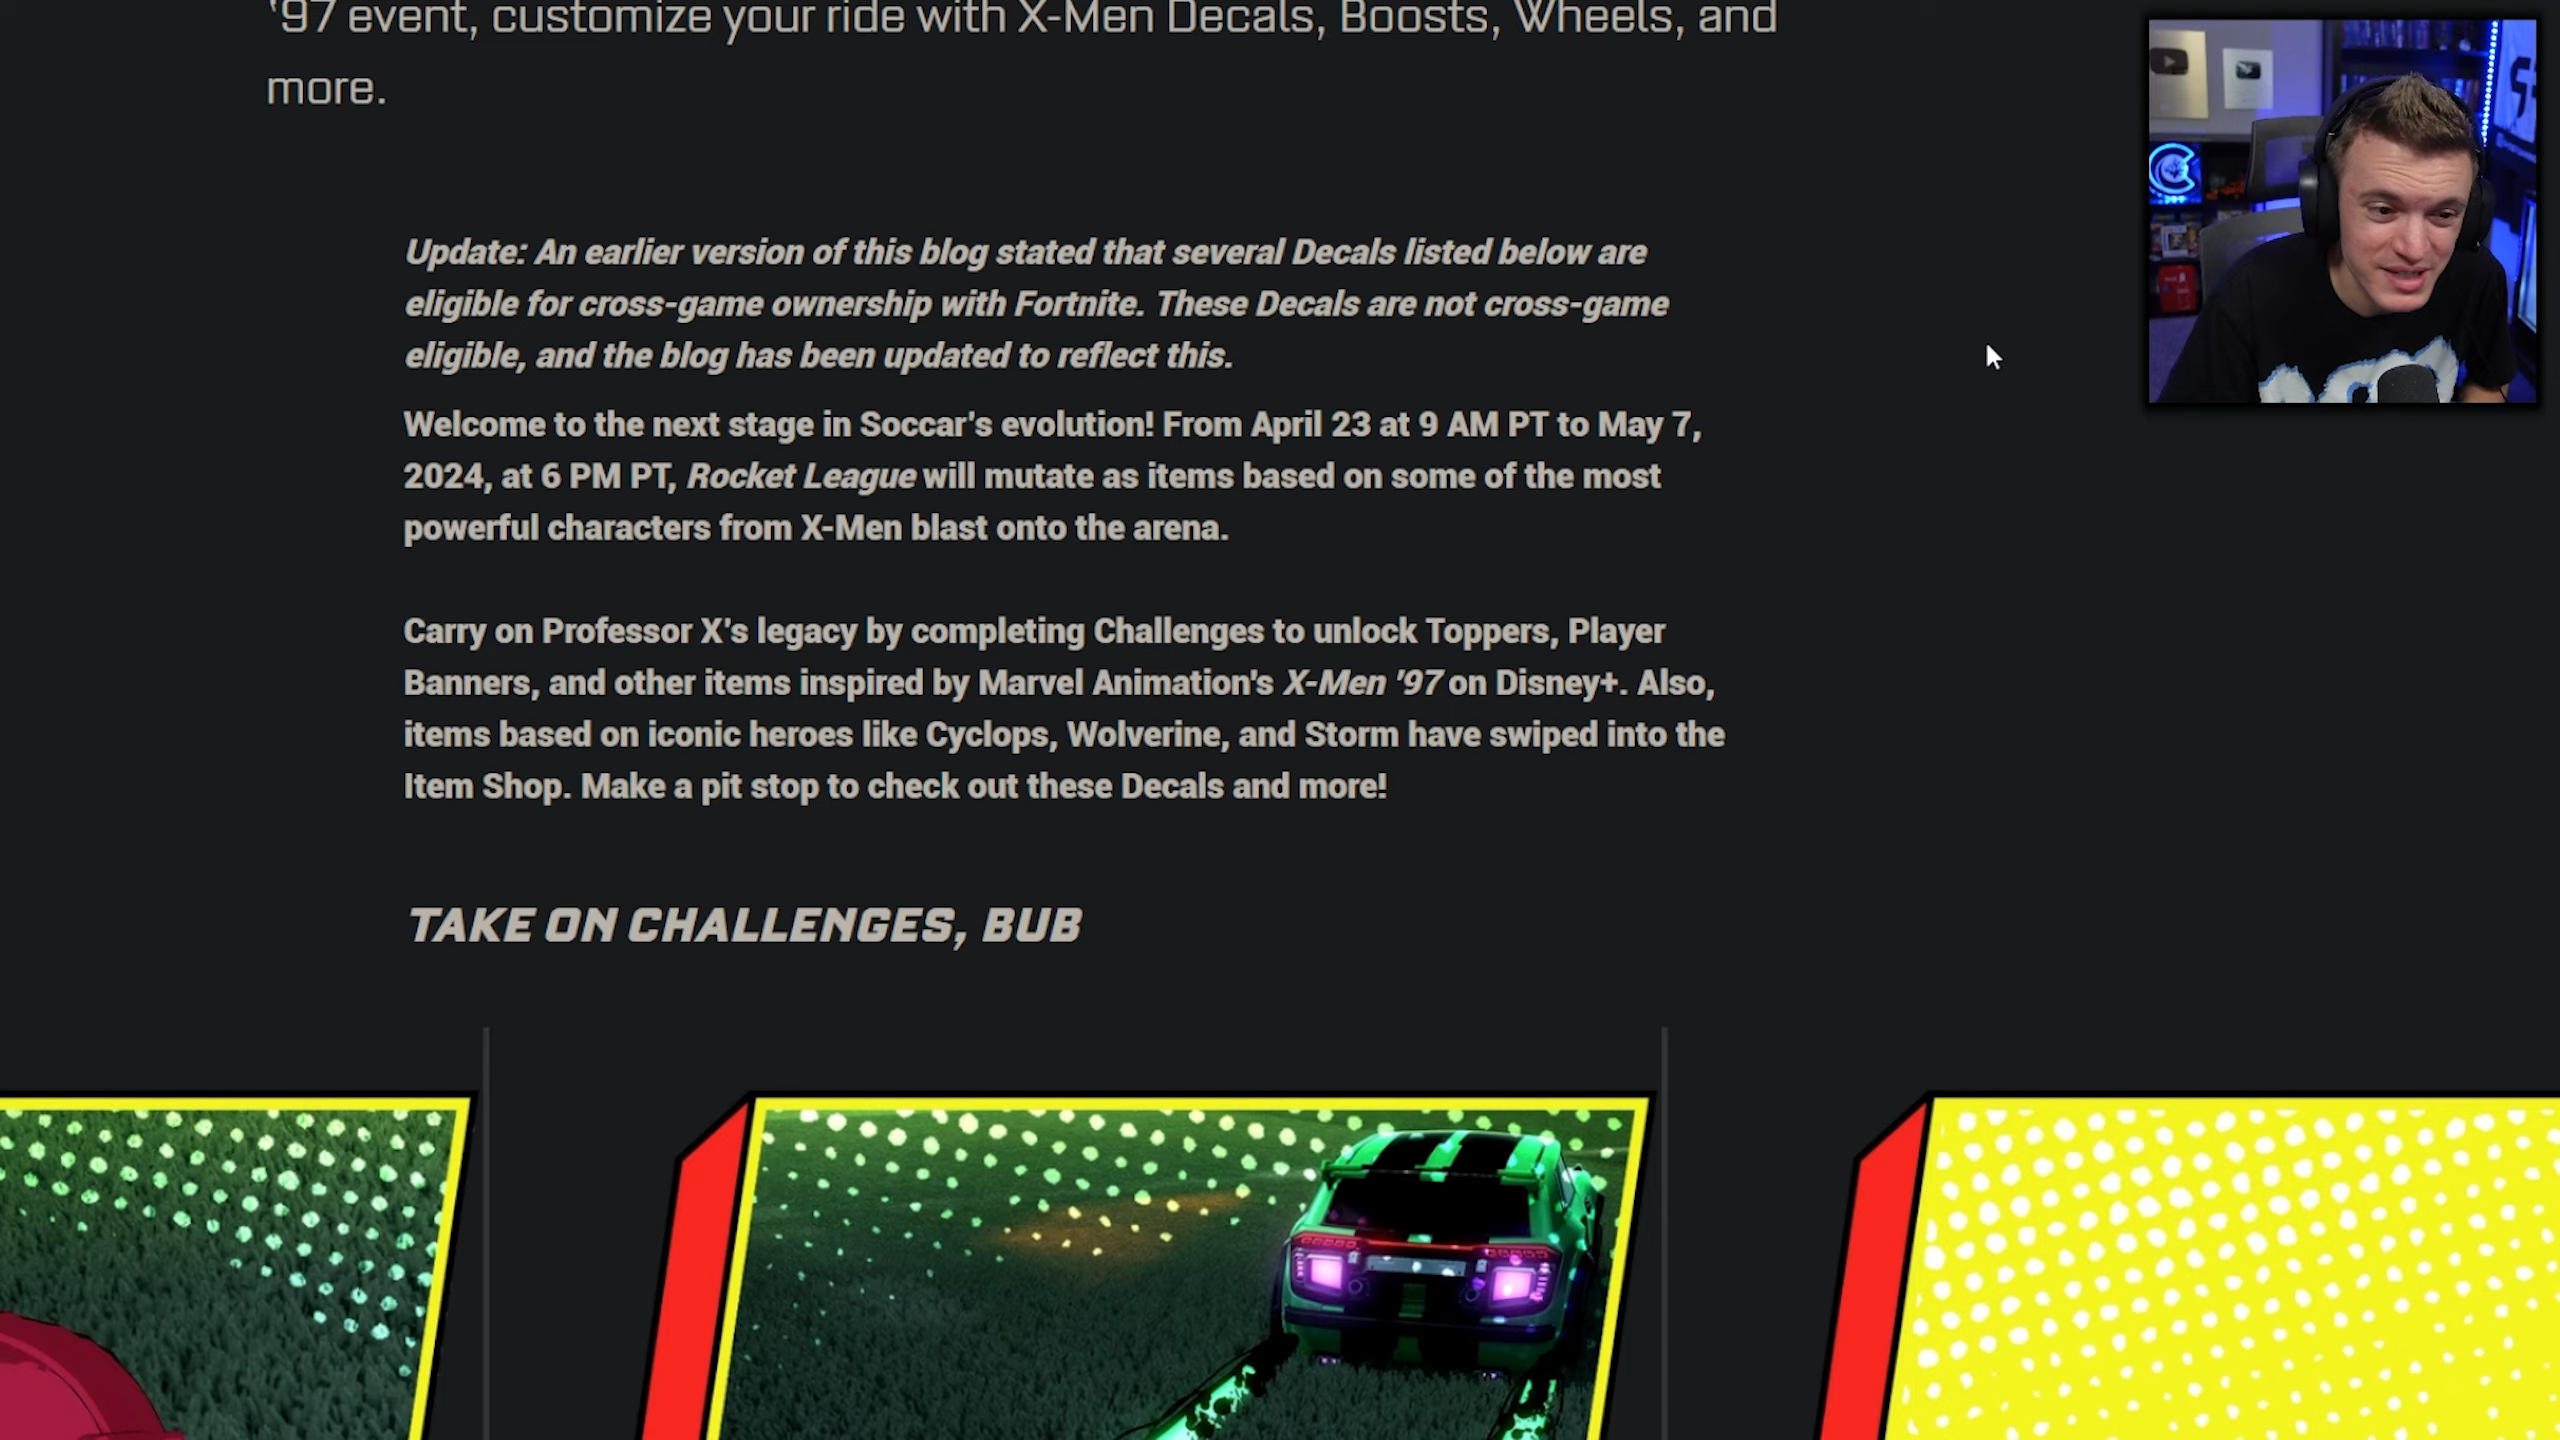 '97 event, customize your ride with X-Men Decals, Boosts, Wheels, and
more.
Update: An earlier version of this blog stated that several Decals listed below are
eligible for cross-game ownership with Fortnite. These Decals are not cross-game
eligible, and the blog has been updated to reflect this.
Welcome to the next stage in Soccar's evolution! From April 23 at 9 AM PT to May 7,
2024, at 6 PM PT, Rocket League will mutate as items based on some of the most
powerful characters from X-Men blast onto the arena.
Carry on Professor X's legacy by completing Challenges to unlock Toppers, Player
Banners, and other items inspired by Marvel Animation's X-Men '97 on Disney+. Also,
items based on iconic heroes like Cyclops, Wolverine, and Storm have swiped into the
Item Shop. Make a pit stop to check out these Decals and more!
TAKE ON CHALLENGES, BUB